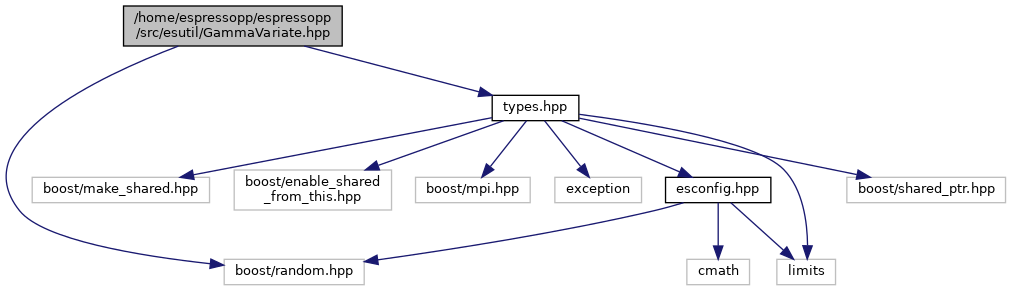 /home/espressopp/espressopp
/src/esutil/GammaVariate.hpp
types.hpp
boost/make_shared.hpp
boost/enable_shared
_from_this.hpp
boost/mpi.hpp
exception
esconfig.hpp
boost/shared_ptr.hpp
boost/random.hpp
cmath
limits